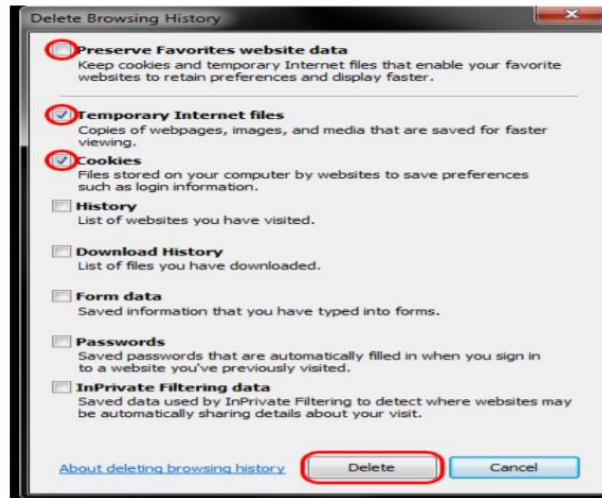 Delete Browsing History
Preserve Favorites website data
Keep cookies and temporary Internet files that enable your favorite
websites to retain preferences and display faster.
Temporary Internet files
Copies of webpages, images, and media that are saved for faster
viewing.
Cookies
Files stored on your computer by websites to save preferences
such as login information.
History
List of websites you have visited.
Download History
List of files you have downloaded.
Form data
Saved information that you have typed into forms.
Passwords
Saved passwords that are automatically filled in when you sign in
to a website you've previously visited.
InPrivate Filtering data
Saved data used by InPrivate Filtering to detect where websites may
be automatically sharing details about your visit.
About deleting browsing history Delete Cancel